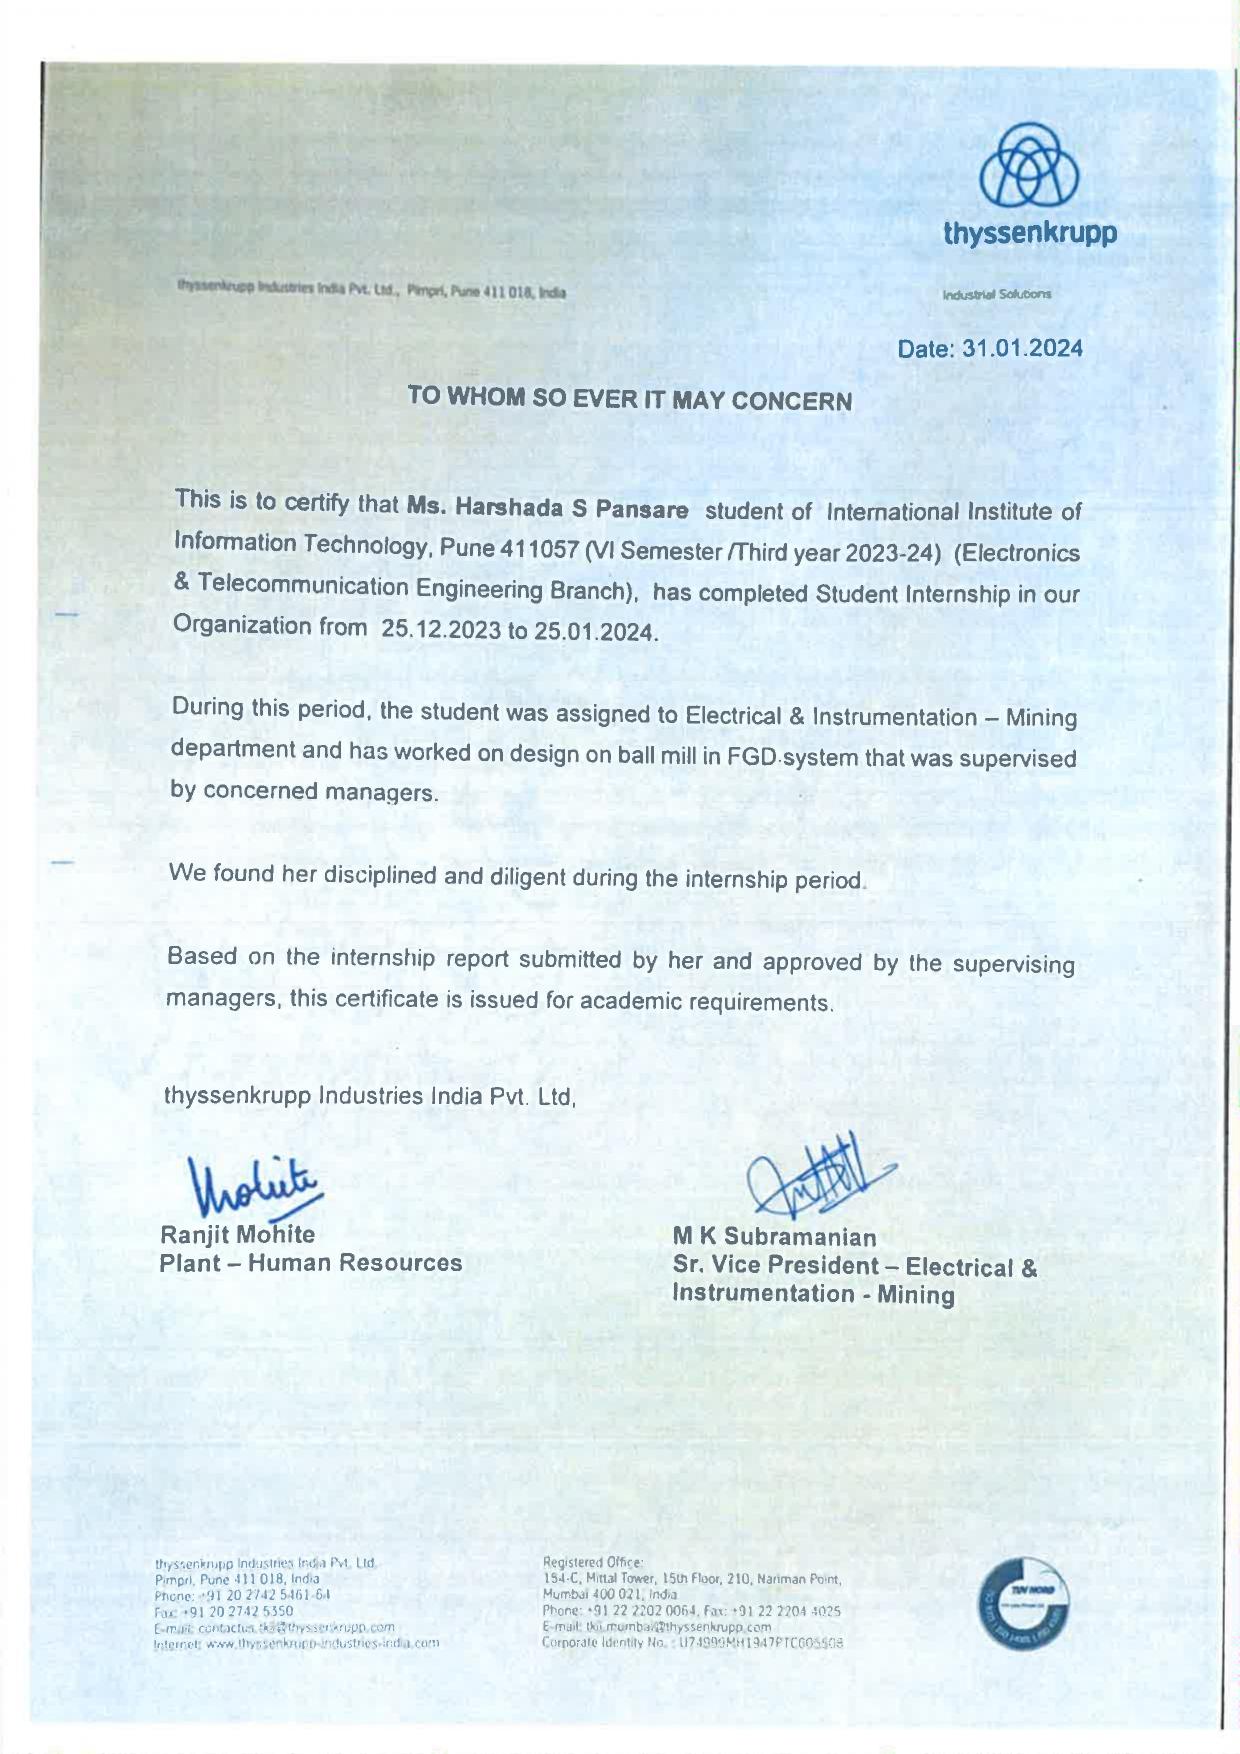 thyssenkrupp
thyssenkrupp Industries India Pvt. Ltd., Pimpri, Pune 411 018, India
Industrial Solutions
Date: 31.01.2024
TO WHOM SO EVER IT MAY CONCERN
This is to certify that Ms. Harshada S Pansare student of International Institute of
Information Technology, Pune 411057 (VI Semester /Third year 2023-24) (Electronics
& Telecommunication Engineering Branch), has completed Student Internship in our
Organization from 25.12.2023 to 25.01.2024.
During this period, the student was assigned to Electrical & Instrumentation – Mining
department and has worked on design on ball mill in FGD system that was supervised
by concerned managers.
We found her disciplined and diligent during the internship period.
Based on the internship report submitted by her and approved by the supervising
managers, this certificate is issued for academic requirements.
thyssenkrupp Industries India Pvt. Ltd,
Mohite
Ranjit Mohite
Plant – Human Resources
M K Subramanian
Sr. Vice President – Electrical &
Instrumentation - Mining
thyssenkrupp Industries India Pvt. Ltd.
Pimpri, Pune 411 018, India
Phone: +91 20 2742 5461-64
Fax: +91 20 2742 5350
E-mail: contactus.tkii@thyssenkrupp.com
Internet: www.thyssenkrupp-industries-india.com
Registered Office:
154-C, Mittal Tower, 15th Floor, 210, Nariman Point,
Mumbai 400 021, India
Phone: +91 22 2202 0064, Fax: +91 22 2204 4025
E-mail: tkii.mumbai@thyssenkrupp.com
Corporate Identity No. :
TUV NORD